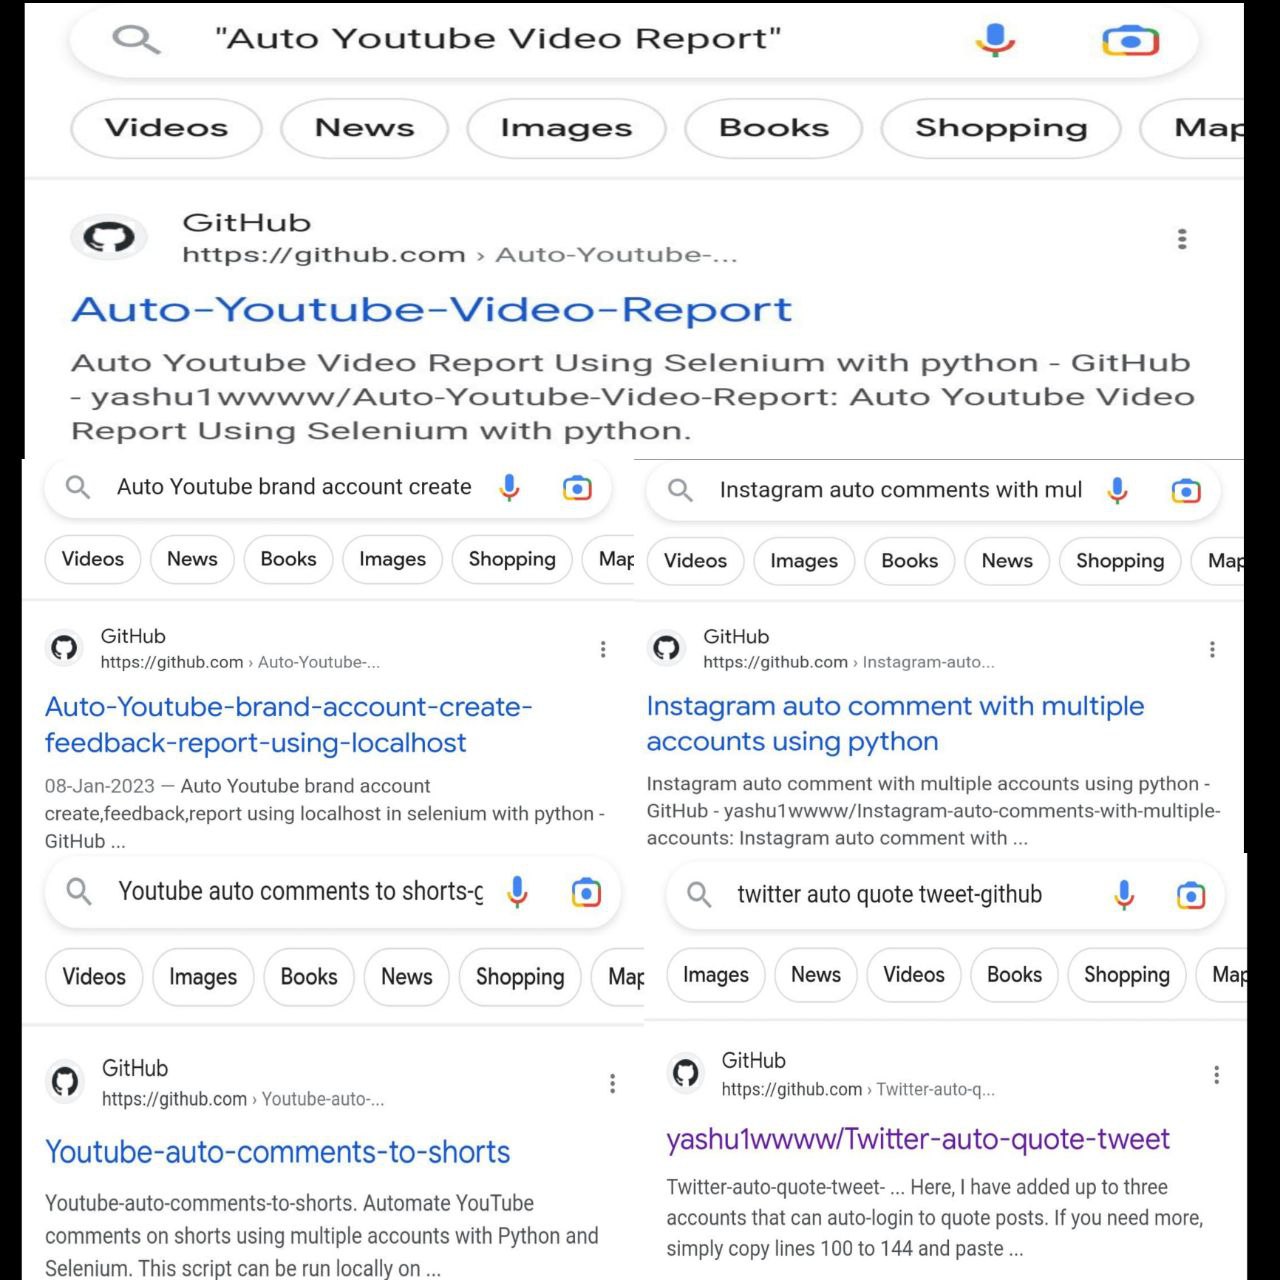 "Auto Youtube Video Report"
Videos News Images Books Shopping Map
GitHub
https://github.com › Auto-Youtube-...
Auto-Youtube-Video-Report
Auto Youtube Video Report Using Selenium with python - GitHub
- yashu1wwww/Auto-Youtube-Video-Report: Auto Youtube Video
Report Using Selenium with python.
Auto Youtube brand account create
Videos News Books Images Shopping Map
GitHub
https://github.com › Auto-Youtube-...
Auto-Youtube-brand-account-create-
feedback-report-using-localhost
08-Jan-2023 — Auto Youtube brand account
create,feedback,report using localhost in selenium with python -
GitHub ...
Instagram auto comments with mul
Videos Images Books News Shopping Map
GitHub
https://github.com › Instagram-auto...
Instagram auto comment with multiple
accounts using python
Instagram auto comment with multiple accounts using python -
GitHub - yashu1wwww/Instagram-auto-comments-with-multiple-
accounts: Instagram auto comment with ...
Youtube auto comments to shorts-g
Videos Images Books News Shopping Map
GitHub
https://github.com › Youtube-auto-...
Youtube-auto-comments-to-shorts
Youtube-auto-comments-to-shorts. Automate YouTube
comments on shorts using multiple accounts with Python and
Selenium. This script can be run locally on ...
twitter auto quote tweet-github
Images News Videos Books Shopping Map
GitHub
https://github.com › Twitter-auto-q...
yashu1wwww/Twitter-auto-quote-tweet
Twitter-auto-quote-tweet- ... Here, I have added up to three
accounts that can auto-login to quote posts. If you need more,
simply copy lines 100 to 144 and paste ...